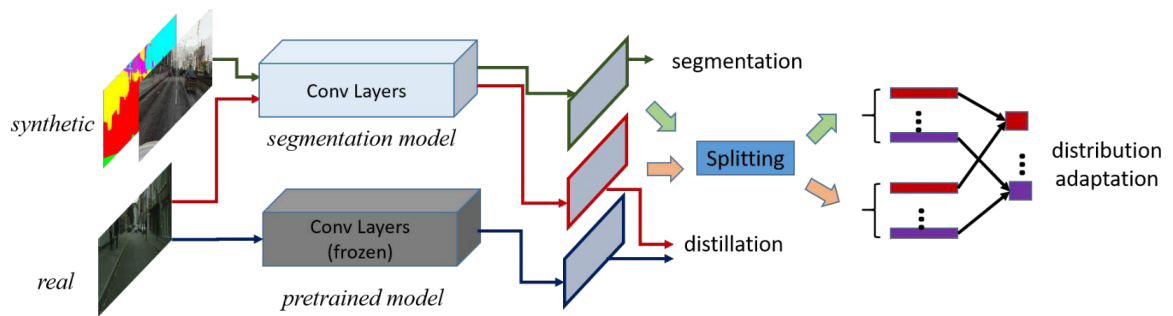 synthetic
real
Conv Layers
segmentation model
Conv Layers
(frozen)
pretrained model
segmentation
Splitting
distillation
distribution
adaptation